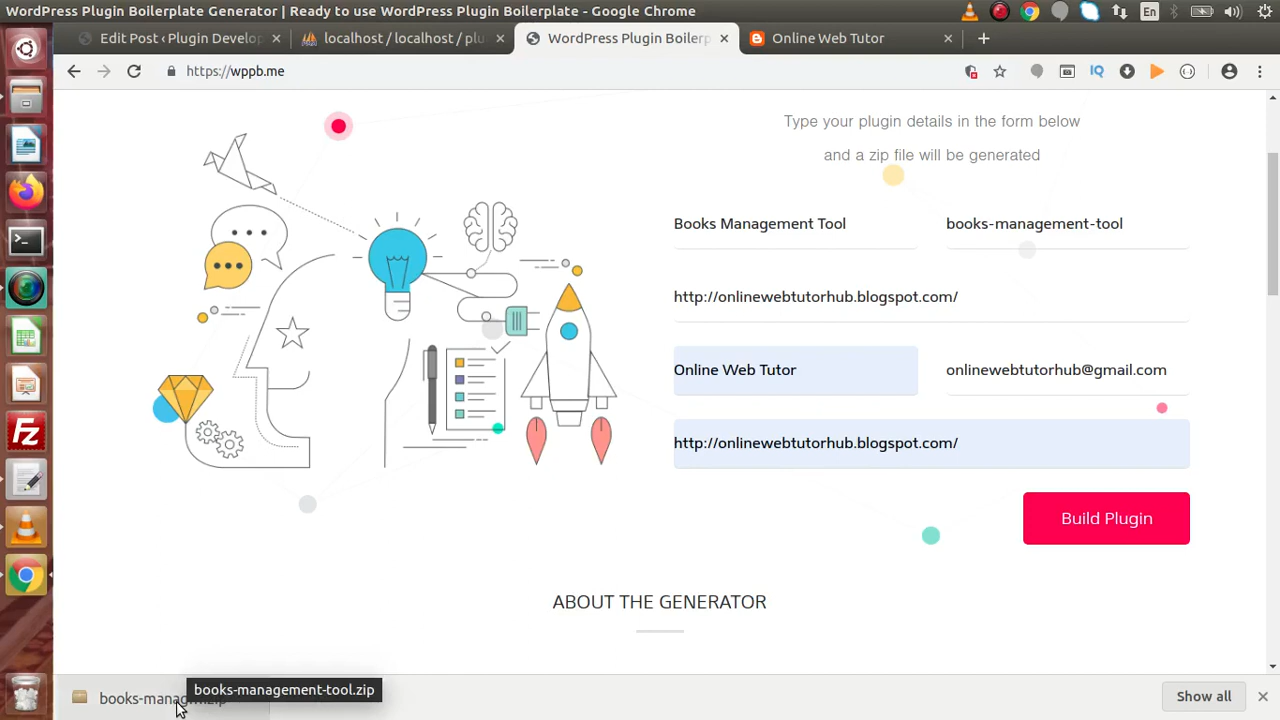 WordPress Plugin Boilerplate Generator | Ready to use WordPress Plugin Boilerplate - Google Chrome
En
Edit Post ‹ Plugin Develo
localhost / localhost / plu
WordPress Plugin Boilerp
Online Web Tutor
https://wppb.me
IQ
Type your plugin details in the form below
and a zip file will be generated
Books Management Tool
books-management-tool
http://onlinewebtutorhub.blogspot.com/
Online Web Tutor
onlinewebtutorhub@gmail.com
http://onlinewebtutorhub.blogspot.com/
Build Plugin
ABOUT THE GENERATOR
books-management-tool.zip
Show all